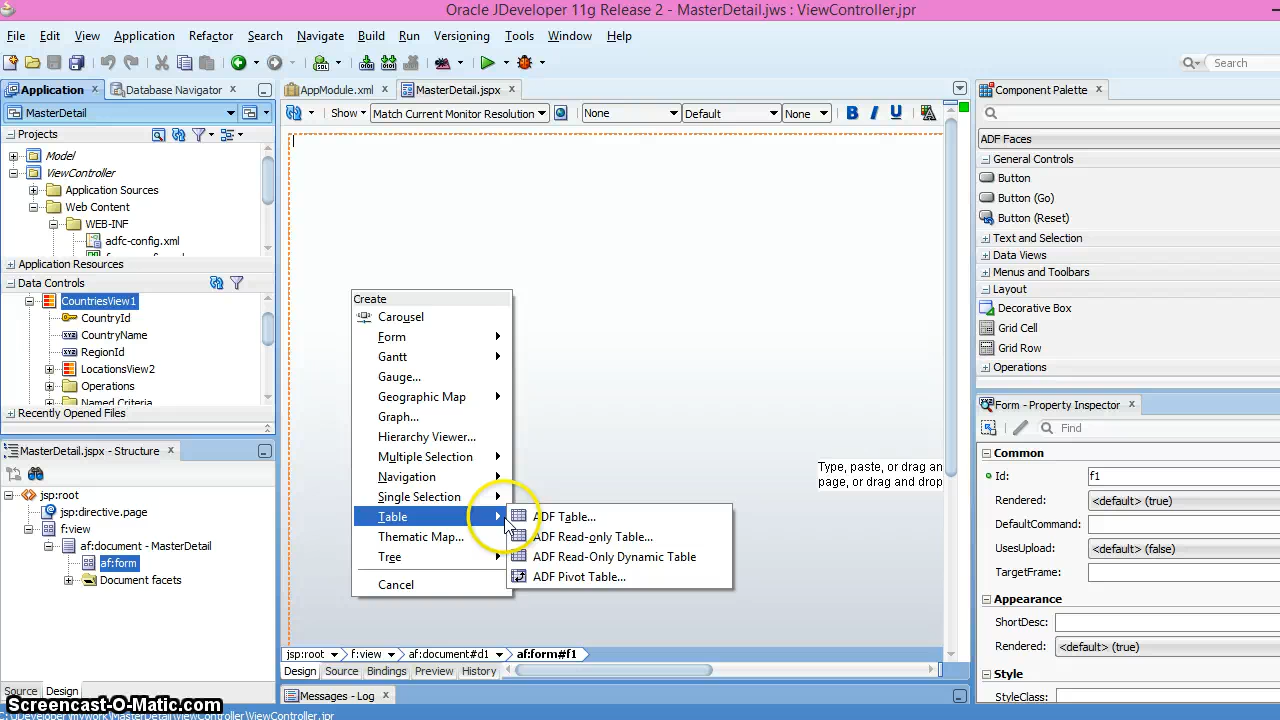 Oracle JDeveloper 11g Release 2 - MasterDetail.jws : ViewController.jpr
File Edit View Application Refactor Search Navigate Build Run Versioning Tools Window Help
Search
Application
Database Navigator
AppModule.xml
MasterDetail.jspx
Component Palette
MasterDetail
Show
Match Current Monitor Resolution
None
Default
None
B I U
Projects
Model
ViewController
Application Sources
Web Content
WEB-INF
adfc-config.xml
Application Resources
Data Controls
CountriesView1
CountryId
CountryName
RegionId
LocationsView2
Operations
Named Criteria
Recently Opened Files
MasterDetail.jspx - Structure
jsp:root
jsp:directive.page
f:view
af:document - MasterDetail
af:form
Document facets
Source Design
Create
Carousel
Form
Gantt
Gauge...
Geographic Map
Graph...
Hierarchy Viewer...
Multiple Selection
Navigation
Single Selection
Table
Thematic Map...
Tree
Cancel
ADF Table...
ADF Read-only Table...
ADF Read-Only Dynamic Table
ADF Pivot Table...
Type, paste, or drag an
page, or drag and drop
jsp:root f:view af:document#d1 af:form#f1
Design Source Bindings Preview History
Messages - Log
ADF Faces
General Controls
Button
Button (Go)
Button (Reset)
Text and Selection
Data Views
Menus and Toolbars
Layout
Decorative Box
Grid Cell
Grid Row
Operations
Form - Property Inspector
Find
Common
Id: f1
Rendered: <default> (true)
DefaultCommand:
UsesUpload: <default> (false)
TargetFrame:
Appearance
ShortDesc:
Rendered: <default> (true)
Style
StyleClass:
Screencast-O-Matic.com